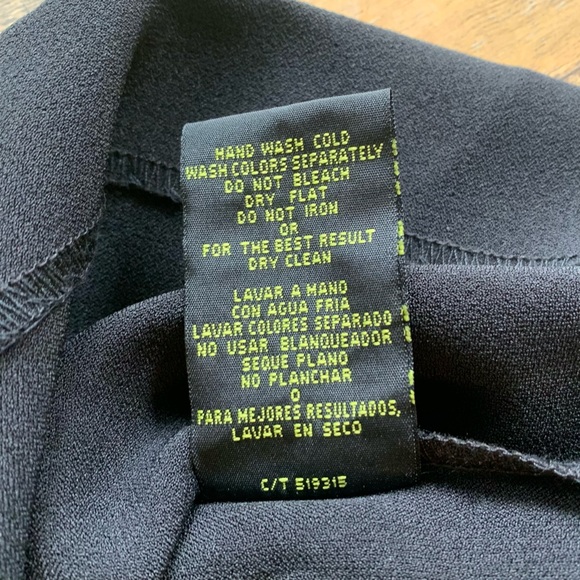 HAND WASH COLD
WASH COLORS SEPARATELY
DO NOT BLEACH
DRY FLAT
DO NOT IRON
OR
FOR THE BEST RESULT
DRY CLEAN
LAVAR A MANO
CON AGUA FRIA
LAVAR COLORES SEPARADO
NO USAR BLANQUEADOR
SEQUE PLANO
NO PLANCHAR
O
PARA MEJORES RESULTADOS,
LAVAR EN SECO
C/T 519315